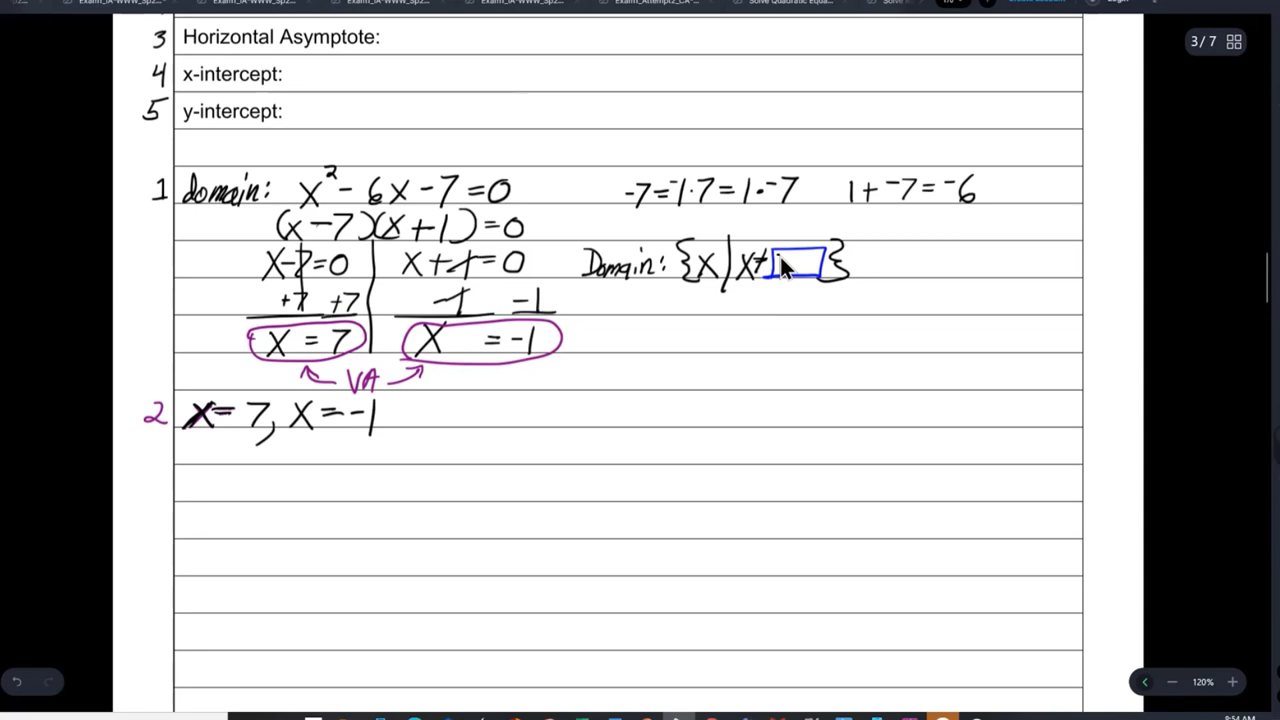 3 Horizontal Asymptote:
4 x-intercept:
5 y-intercept:
3/7
1 domain: x² - 6x - 7 = 0 -7 = -1·7 = 1·-7 1 + -7 = -6
(x - 7)(x + 1) = 0
x - 7 = 0 x + 1 = 0 Domain: {x | x ≠ }
+7 +7 -1 -1
x = 7 x = -1
VA
2 x = 7, x = -1
120%